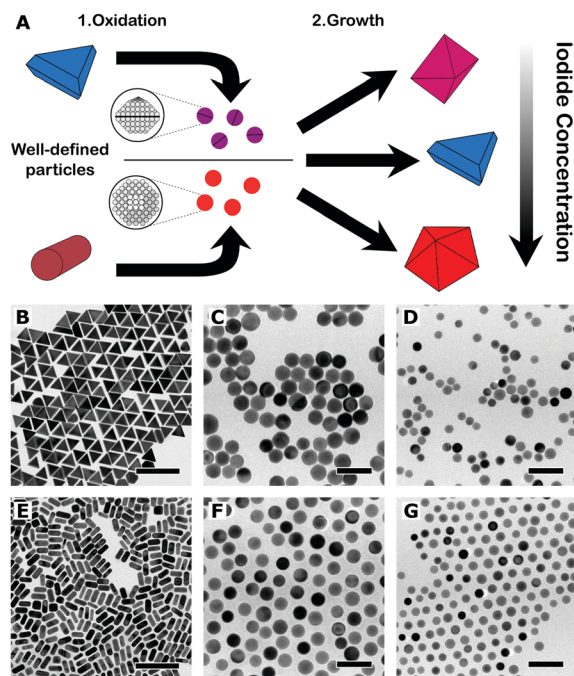 A
1.Oxidation
2.Growth
Well-defined
particles
Iodide Concentration
B
C
D
E
F
G